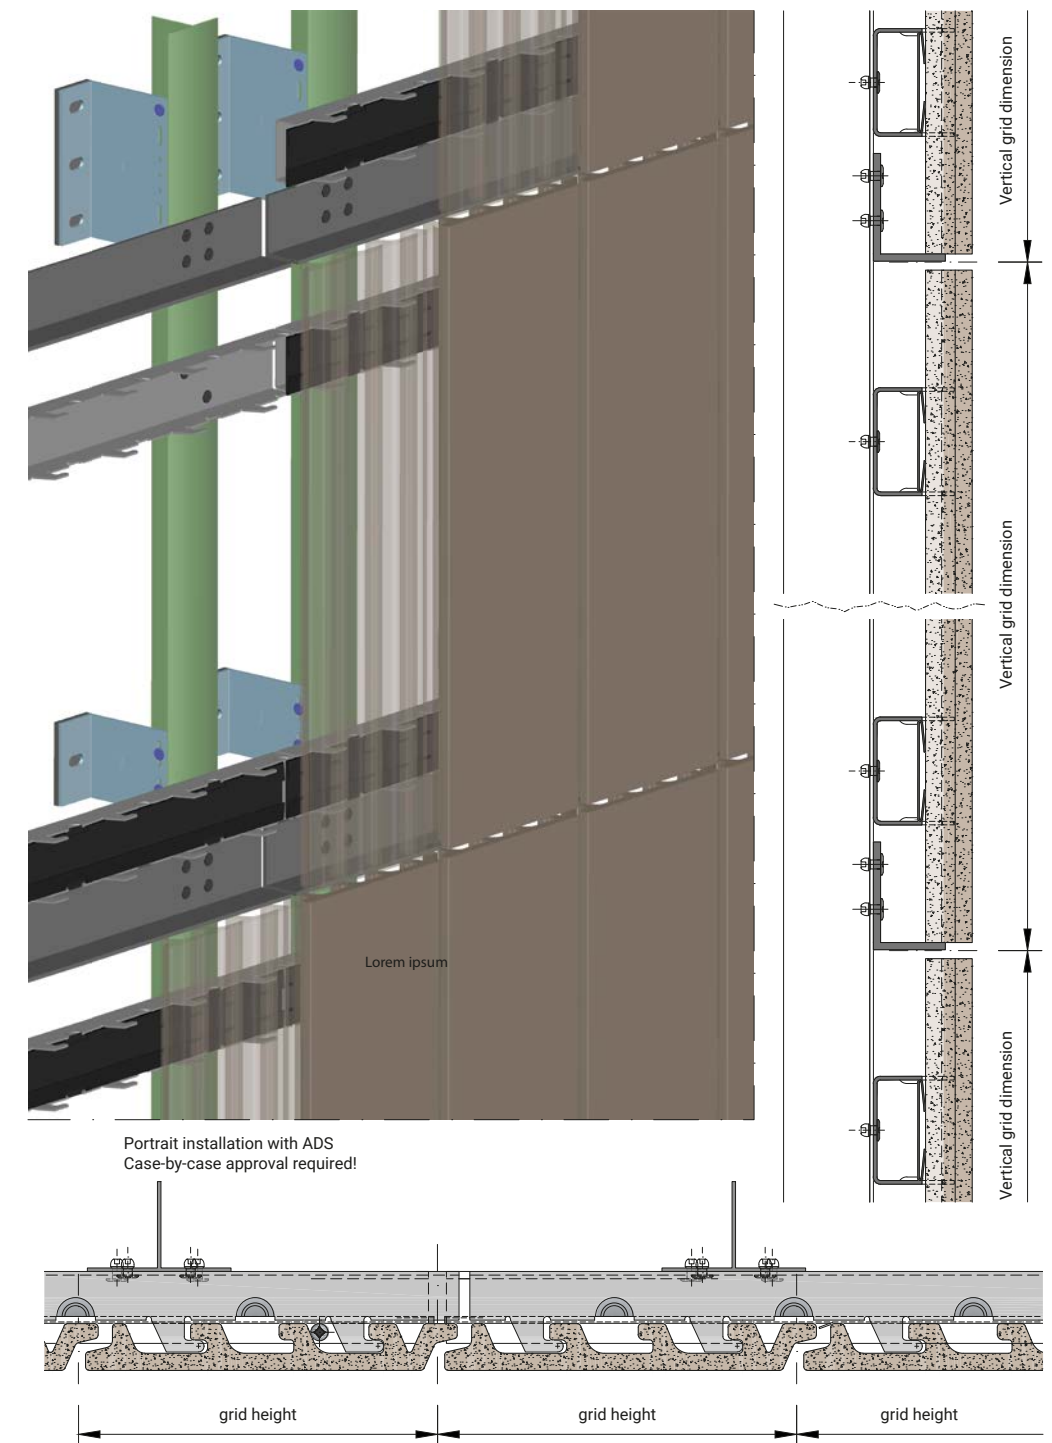 Vertical grid dimension
Vertical grid dimension
Lorem ipsum
Vertical grid dimension
Portrait installation with ADS
Case-by-case approval required!
grid height
grid height
grid height